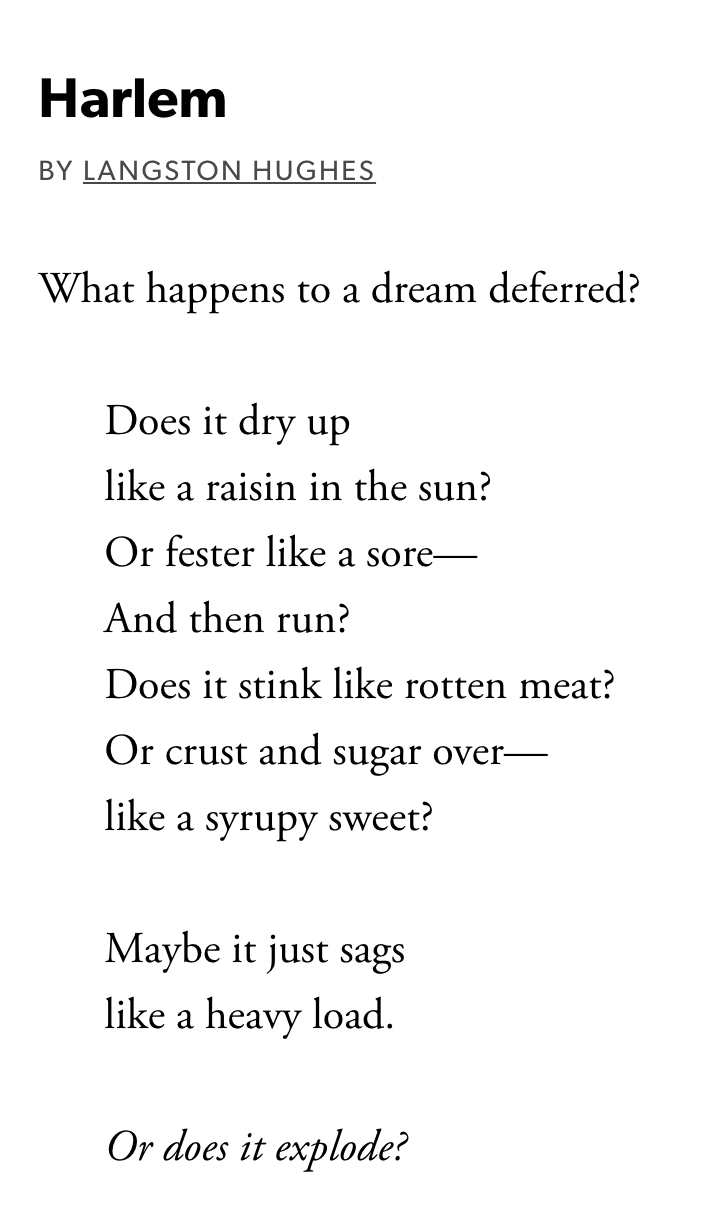 Harlem
BY LANGSTON HUGHES
What happens to a dream deferred?
Does it dry up
like a raisin in the sun?
Or fester like a sore—
And then run?
Does it stink like rotten meat?
Or crust and sugar over—
like a syrupy sweet?
Maybe it just sags
like a heavy load.
Or does it explode?